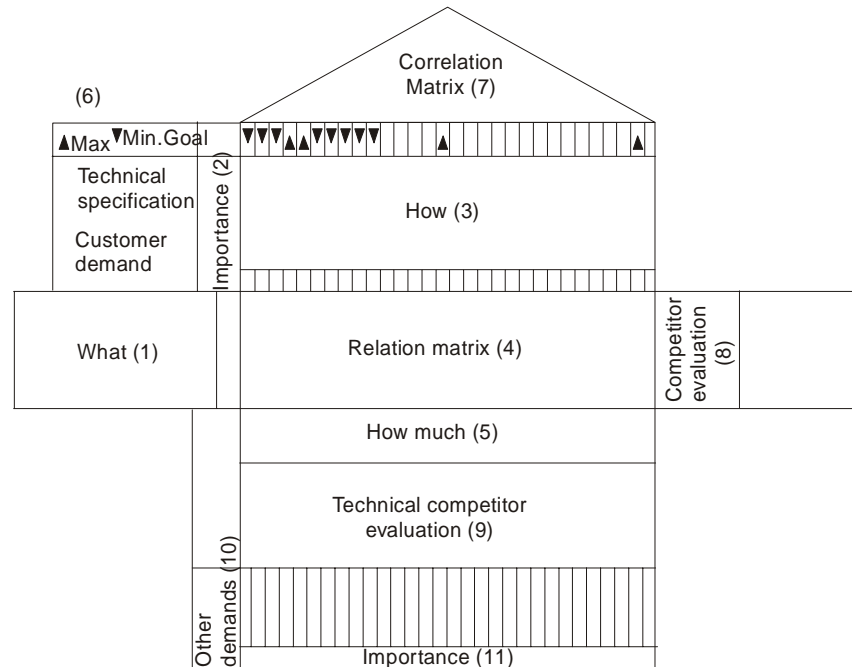 Correlation
Matrix (7)
(6)
▲Max▼Min.Goal
Technical
specification
Customer
demand
Importance (2)
How (3)
What (1)
Relation matrix (4)
Competitor
evaluation
(8)
How much (5)
Technical competitor
evaluation (9)
Other
demands (10)
Importance (11)